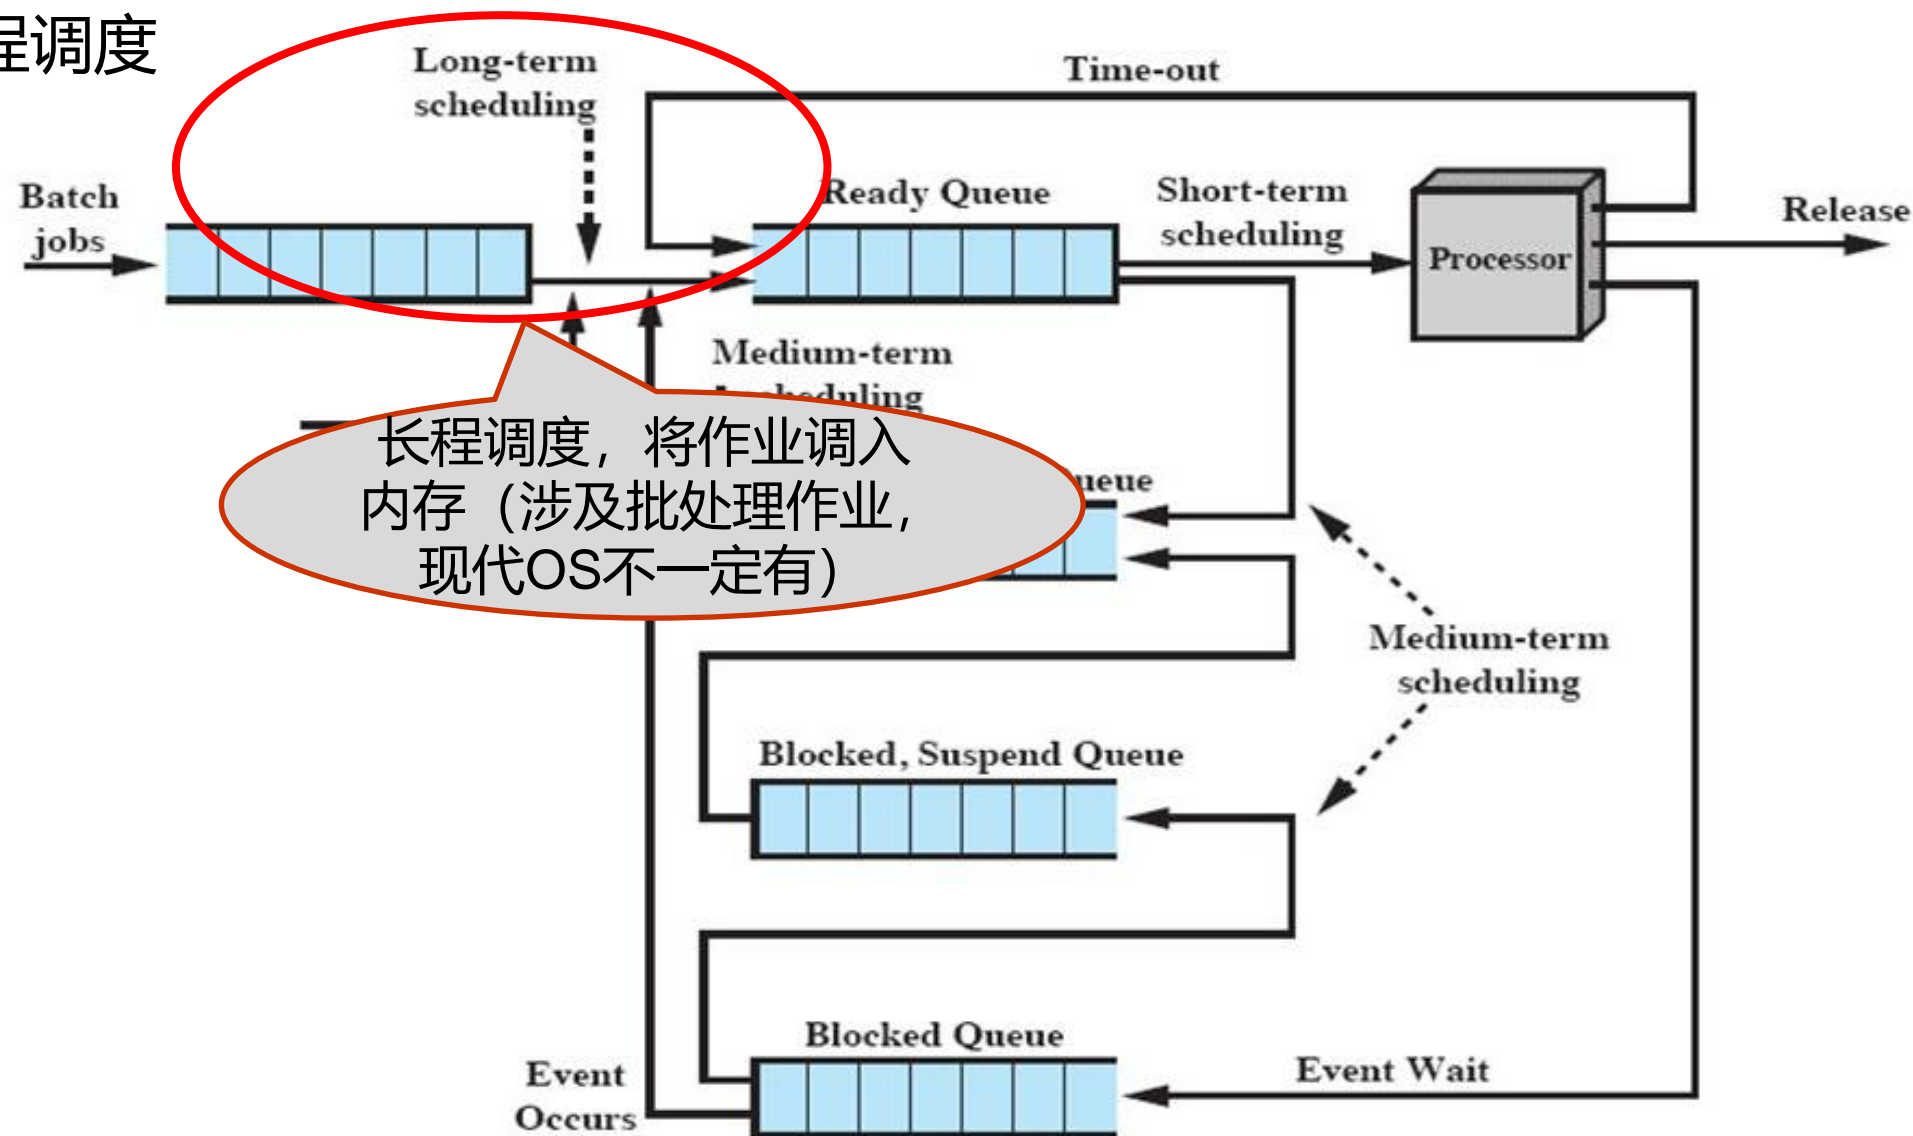 程调度
Long-term
scheduling
Time-out
Batch
jobs
Ready Queue
Short-term
scheduling
Processor
Release
Medium-term
长程调度，将作业调入
内存（涉及批处理作业，
现代OS不一定有）
Medium-term
scheduling
Blocked, Suspend Queue
Blocked Queue
Event
Occurs
Event Wait